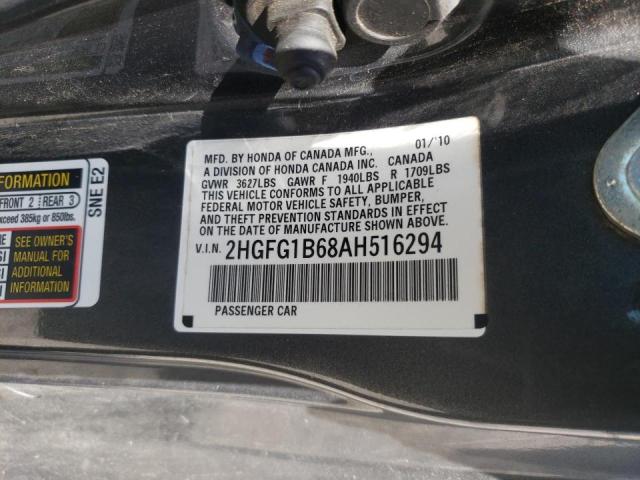 MFD. BY HONDA OF CANADA MFG., 01/'10
A DIVISION OF HONDA CANADA INC. CANADA
GVWR 3627LBS GAWR F 1940LBS R 1709LBS
THIS VEHICLE CONFORMS TO ALL APPLICABLE
FEDERAL MOTOR VEHICLE SAFETY, BUMPER,
AND THEFT PREVENTION STANDARDS IN EFFECT
ON THE DATE OF MANUFACTURE SHOWN ABOVE.
V.I.N. 2HGFG1B68AH516294
PASSENGER CAR
INFORMATION
FRONT 2 REAR 3
exceed 385kg or 850lbs.
SEE OWNER'S
MANUAL FOR
ADDITIONAL
INFORMATION
SNE E2